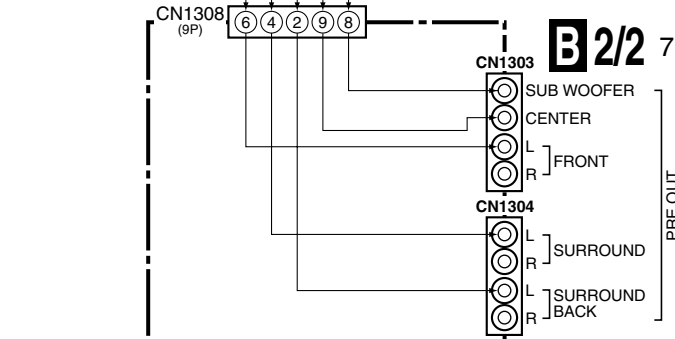 CN1308
(9P)
6 4 2 9 8
B 2/2 7
CN1303
SUB WOOFER
CENTER
L
FRONT
R
CN1304
L
SURROUND
R
L
SURROUND
BACK
R
PRE OUT